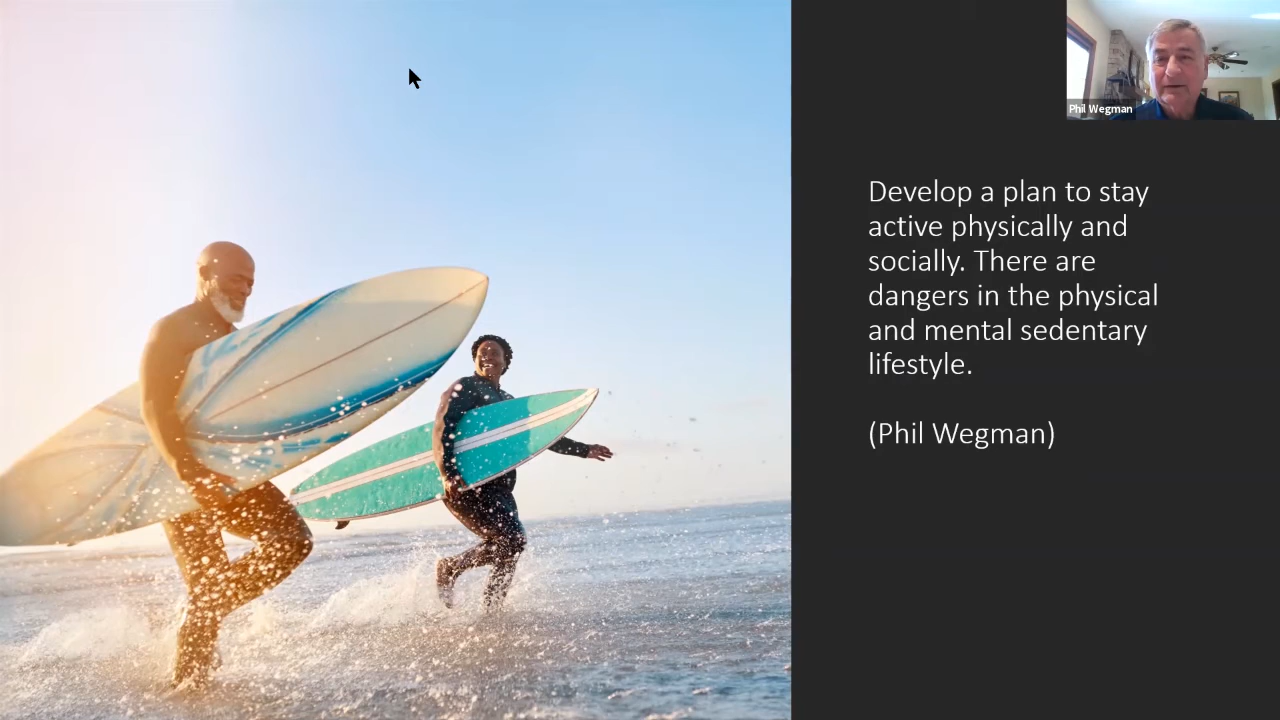 Phil Wegman
Develop a plan to stay
active physically and
socially. There are
dangers in the physical
and mental sedentary
lifestyle.
(Phil Wegman)